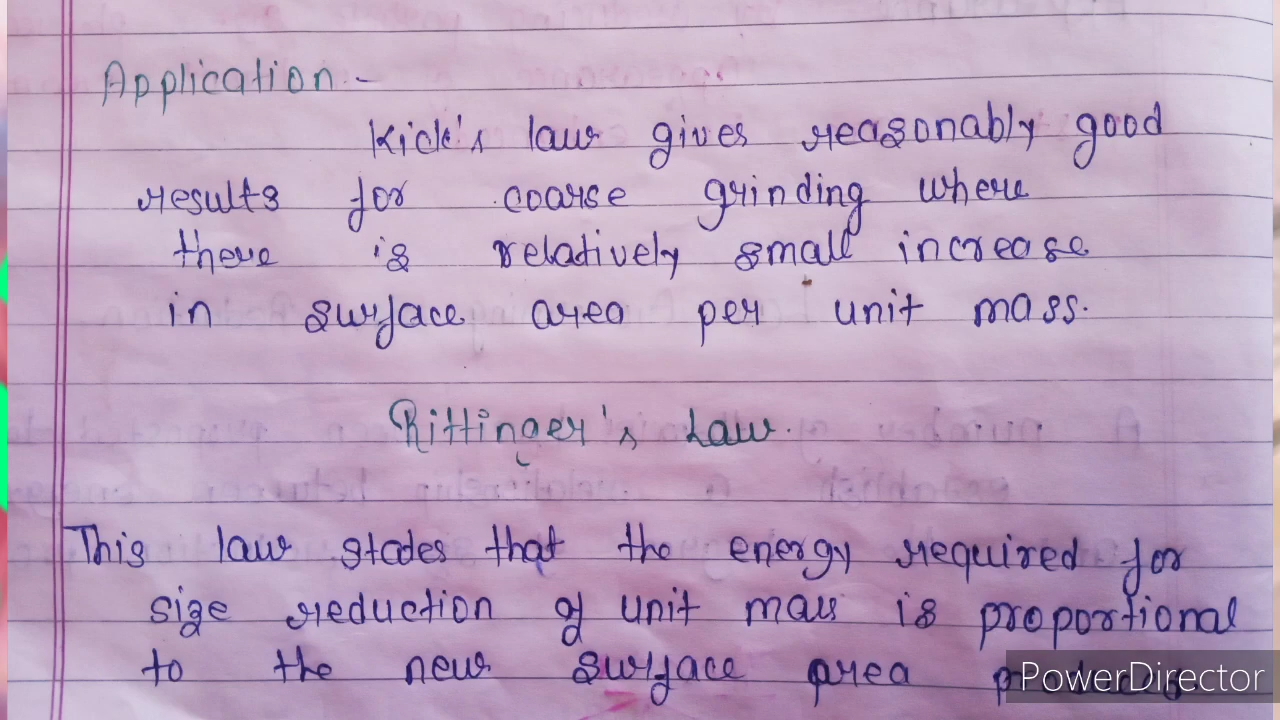 Application -
Kick's law gives reasonably good
results for coarse grinding where
there is relatively small increase
in surface area per unit mass.
Rittinger's Law.
This law states that the energy required for
size reduction of unit mass is proportional
to the new surface area
PowerDirector